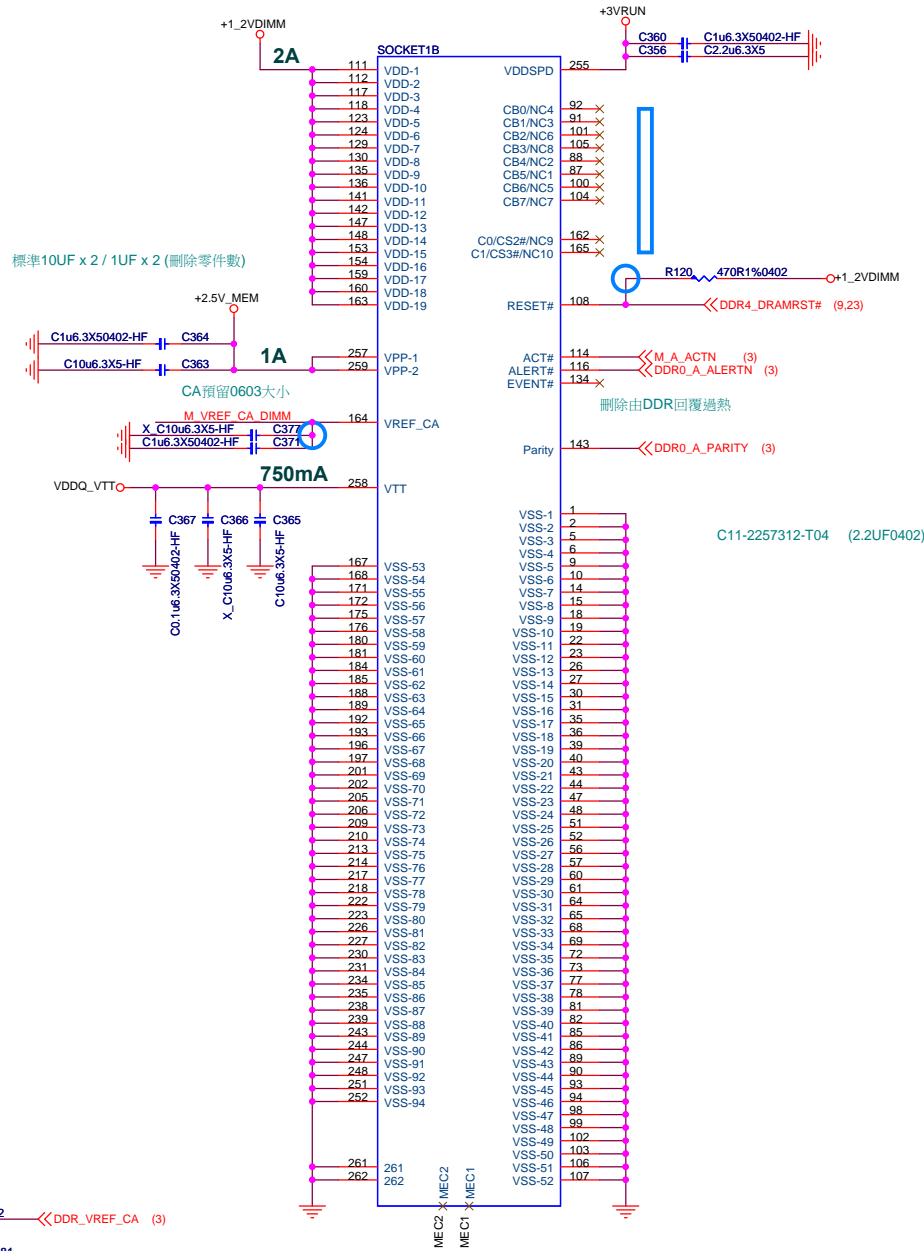 +1_2VDIMM
+3VRUN
C360 C1u6.3X50402-HF
C356 C2.2u6.3X5
2A
SOCKET1B
111 VDD-1
112 VDD-2
117 VDD-3
118 VDD-4
123 VDD-5
124 VDD-6
129 VDD-7
130 VDD-8
135 VDD-9
136 VDD-10
141 VDD-11
142 VDD-12
147 VDD-13
148 VDD-14
153 VDD-15
154 VDD-16
159 VDD-17
160 VDD-18
163 VDD-19
VDDSPD 255
CB0/NC4 92
CB1/NC3 91
CB2/NC6 101
CB3/NC8 105
CB4/NC2 88
CB5/NC1 87
CB6/NC5 100
CB7/NC7 104
C0/CS2#/NC9 162
C1/CS3#/NC10 165
標準10UF x 2 / 1UF x 2 (刪除零件數)
R120 470R1%0402 +1_2VDIMM
RESET# 108 DDR4_DRAMRST# (9,23)
+2.5V_MEM
C1u6.3X50402-HF C364
C10u6.3X5-HF C363
1A
257 VPP-1
259 VPP-2
ACT# 114 M_A_ACTN (3)
ALERT# 116 DDR0_A_ALERTN (3)
EVENT# 134
CA預留0603大小
刪除由DDR回覆過熱
M_VREF_CA_DIMM
164 VREF_CA
X_C10u6.3X5-HF C377
C1u6.3X50402-HF C371
Parity 143 DDR0_A_PARITY (3)
750mA
VDDQ_VTT
258 VTT
C367 C0.1u6.3X50402-HF
C366 X_C10u6.3X5-HF
C365 C10u6.3X5-HF
C11-2257312-T04 (2.2UF0402)
VSS-1 1
VSS-2 2
VSS-3 5
VSS-4 6
VSS-5 9
VSS-6 10
VSS-7 14
VSS-8 15
VSS-9 18
VSS-10 19
VSS-11 22
VSS-12 23
VSS-13 26
VSS-14 27
VSS-15 30
VSS-16 31
VSS-17 35
VSS-18 36
VSS-19 39
VSS-20 40
VSS-21 43
VSS-22 44
VSS-23 47
VSS-24 48
VSS-25 51
VSS-26 52
VSS-27 56
VSS-28 57
VSS-29 60
VSS-30 61
VSS-31 64
VSS-32 65
VSS-33 68
VSS-34 69
VSS-35 72
VSS-36 73
VSS-37 77
VSS-38 78
VSS-39 81
VSS-40 82
VSS-41 85
VSS-42 86
VSS-43 89
VSS-44 90
VSS-45 93
VSS-46 94
VSS-47 98
VSS-48 99
VSS-49 102
VSS-50 103
VSS-51 106
VSS-52 107
167 VSS-53
168 VSS-54
171 VSS-55
172 VSS-56
175 VSS-57
176 VSS-58
180 VSS-59
181 VSS-60
184 VSS-61
185 VSS-62
188 VSS-63
189 VSS-64
192 VSS-65
193 VSS-66
196 VSS-67
197 VSS-68
201 VSS-69
202 VSS-70
205 VSS-71
206 VSS-72
209 VSS-73
210 VSS-74
213 VSS-75
214 VSS-76
217 VSS-77
218 VSS-78
222 VSS-79
223 VSS-80
226 VSS-81
227 VSS-82
230 VSS-83
231 VSS-84
234 VSS-85
235 VSS-86
238 VSS-87
239 VSS-88
243 VSS-89
244 VSS-90
247 VSS-91
248 VSS-92
251 VSS-93
252 VSS-94
261 261
262 262
MEC2 MEC2
MEC1 MEC1
DDR_VREF_CA (3)